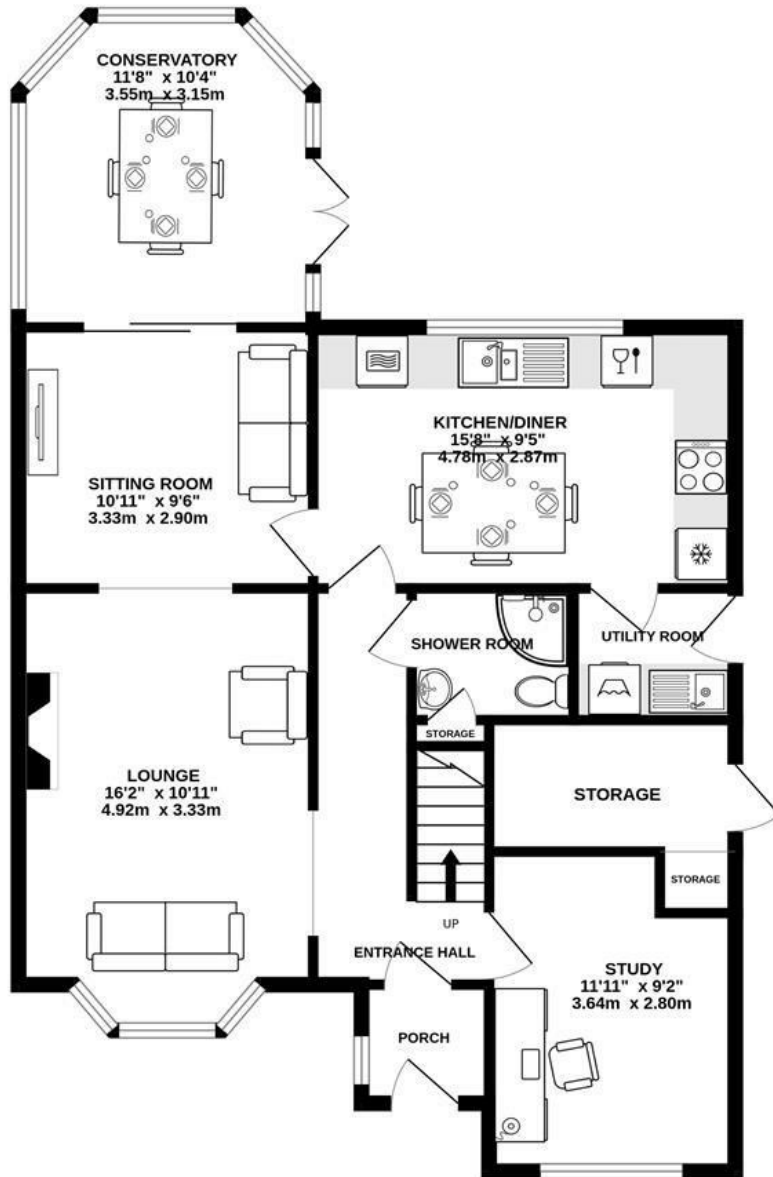 CONSERVATORY
11'8" x 10'4"
3.55m x 3.15m
KITCHEN/DINER
15'8" x 9'5"
4.78m x 2.87m
SITTING ROOM
10'11" x 9'6"
3.33m x 2.90m
SHOWER ROOM
UTILITY ROOM
STORAGE
LOUNGE
16'2" x 10'11"
4.92m x 3.33m
STORAGE
STORAGE
UP
ENTRANCE HALL
STUDY
11'11" x 9'2"
3.64m x 2.80m
PORCH